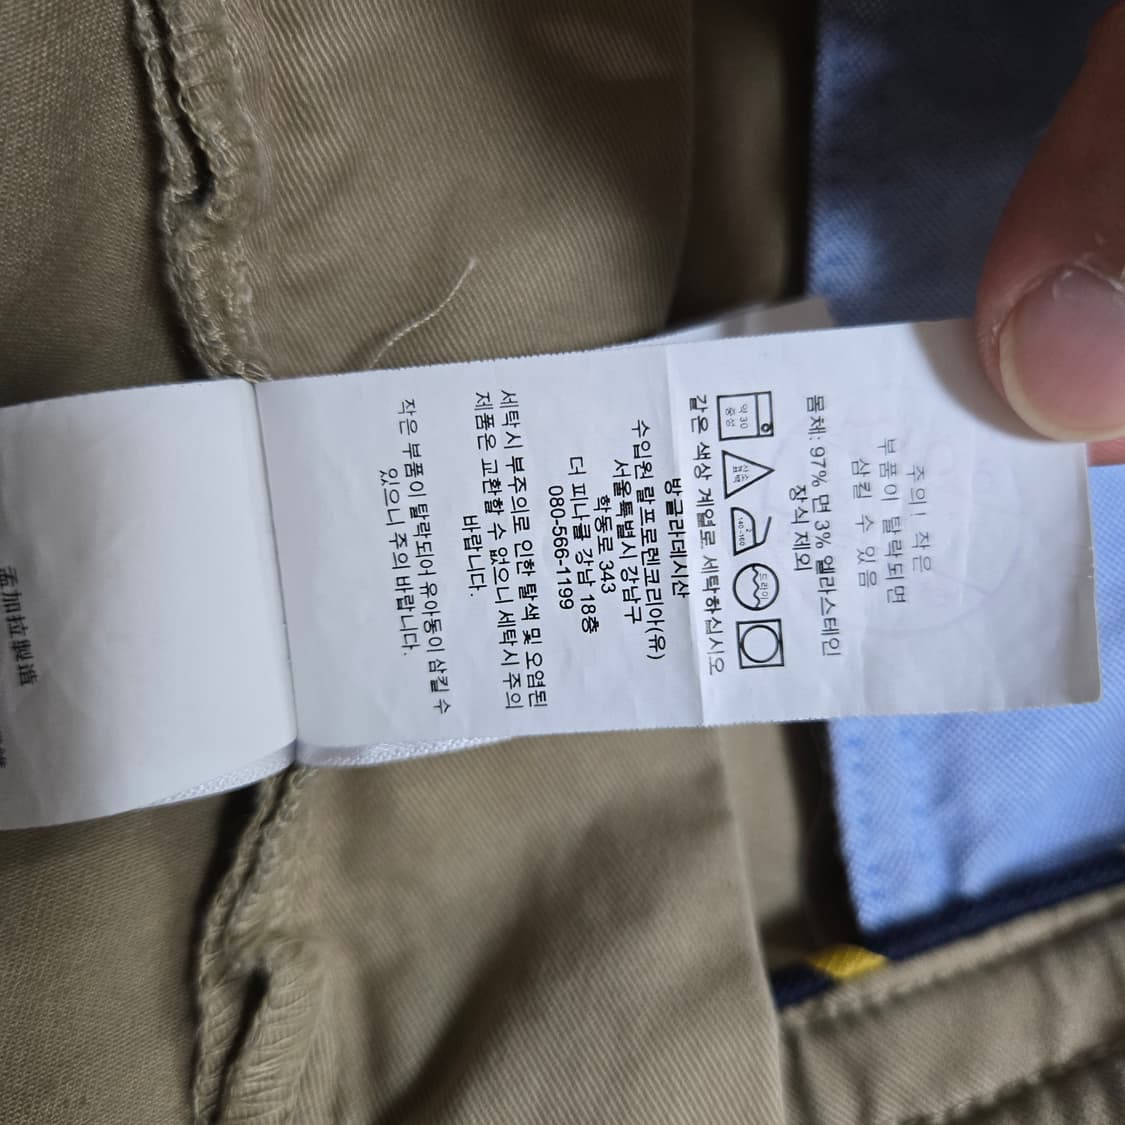 주의! 작은
부품이 탈락되면
삼킬 수 있음
몸체: 97% 면 3% 엘라스테인
장식 제외
약 30
중성
산소
표백
2
140-160
드라이
같은 색상 계열로 세탁하십시오
방글라데시산
수입원 랄프로렌코리아(유)
서울특별시 강남구
학동로 343
더 피나클 강남 18층
080-566-1199
세탁시 부주의로 인한 탈색 및 오염된
제품은 교환할 수 없으니 세탁시 주의
바랍니다.
작은 부품이 탈락되어 유아동이 삼킬 수
있으니 주의 바랍니다.
孟加拉製造